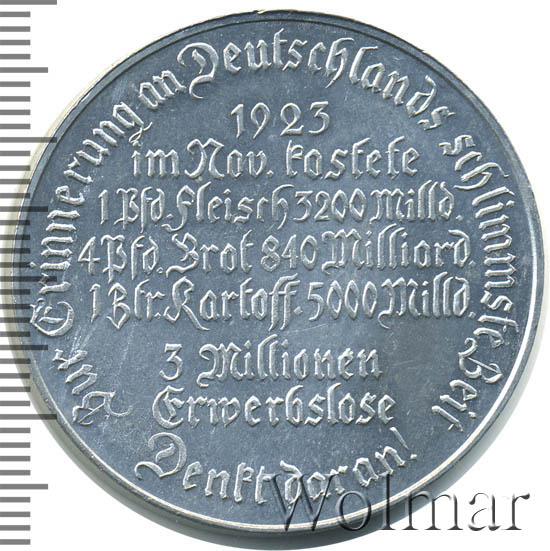 Zur Erinnerung an Deutschlands schlimmste Zeit
1923
im Nov. kostete
1 Pfd. Fleisch 3200 Milld.
4 Pfd. Brot 840 Milliard.
1 Ztr. Kartoff. 5000 Milld.
3 Millionen
Erwerbslose
Denkt daran!
Wolmar